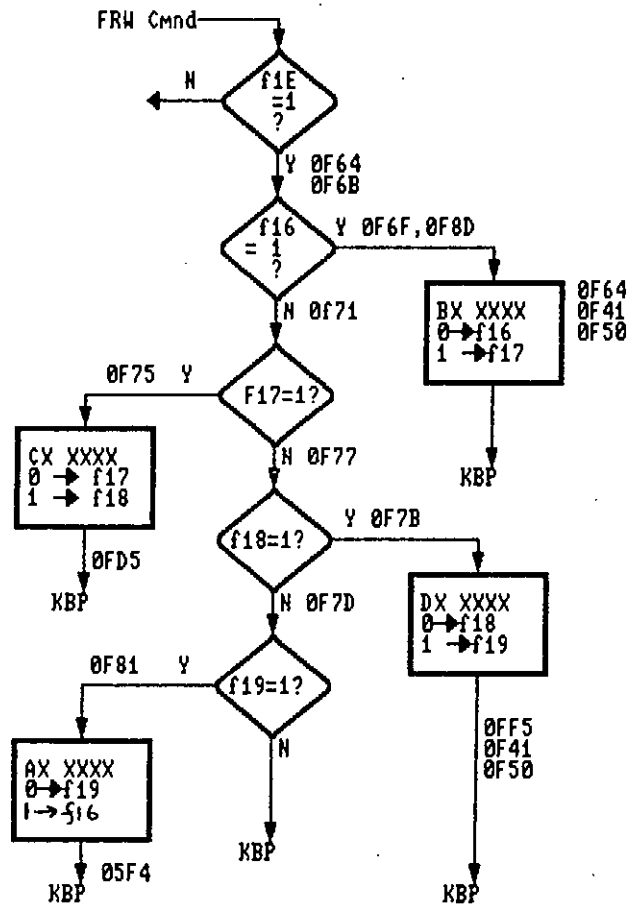 FRW Cmnd
N
f1E
=1
?
Y 0F64
0F6B
f16
= 1
?
Y 0F6F,0F8D
N 0f71
BX XXXX
0→f16
1 →f17
0F64
0F41
0F50
KBP
0F75 Y
F17=1?
CX XXXX
0 → f17
1 → f18
0FD5
KBP
N 0F77
f18=1?
Y 0F7B
N 0F7D
DX XXXX
0→f18
1 →f19
0FF5
0F41
0F50
KBP
0F81 Y
f19=1?
AX XXXX
0→f19
1→f16
05F4
KBP
N
KBP